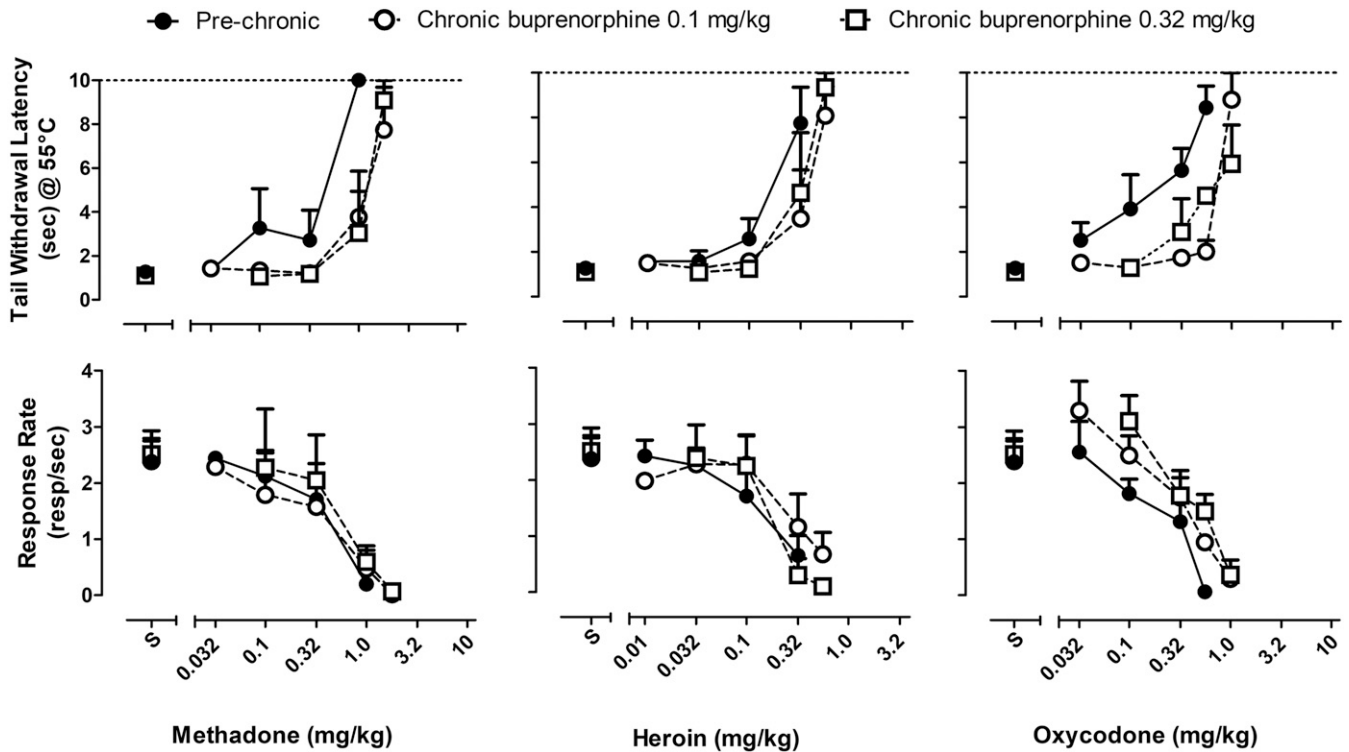 Pre-chronic Chronic buprenorphine 0.1 mg/kg Chronic buprenorphine 0.32 mg/kg
Tail Withdrawal Latency
(sec) @ 55°C
10
8
6
4
2
0
Response Rate
(resp/sec)
4
3
2
1
0
S 0.032 0.1 0.32 1.0 3.2 10
S 0.01 0.032 0.1 0.32 1.0 3.2
S 0.032 0.1 0.32 1.0 3.2 10
Methadone (mg/kg) Heroin (mg/kg) Oxycodone (mg/kg)